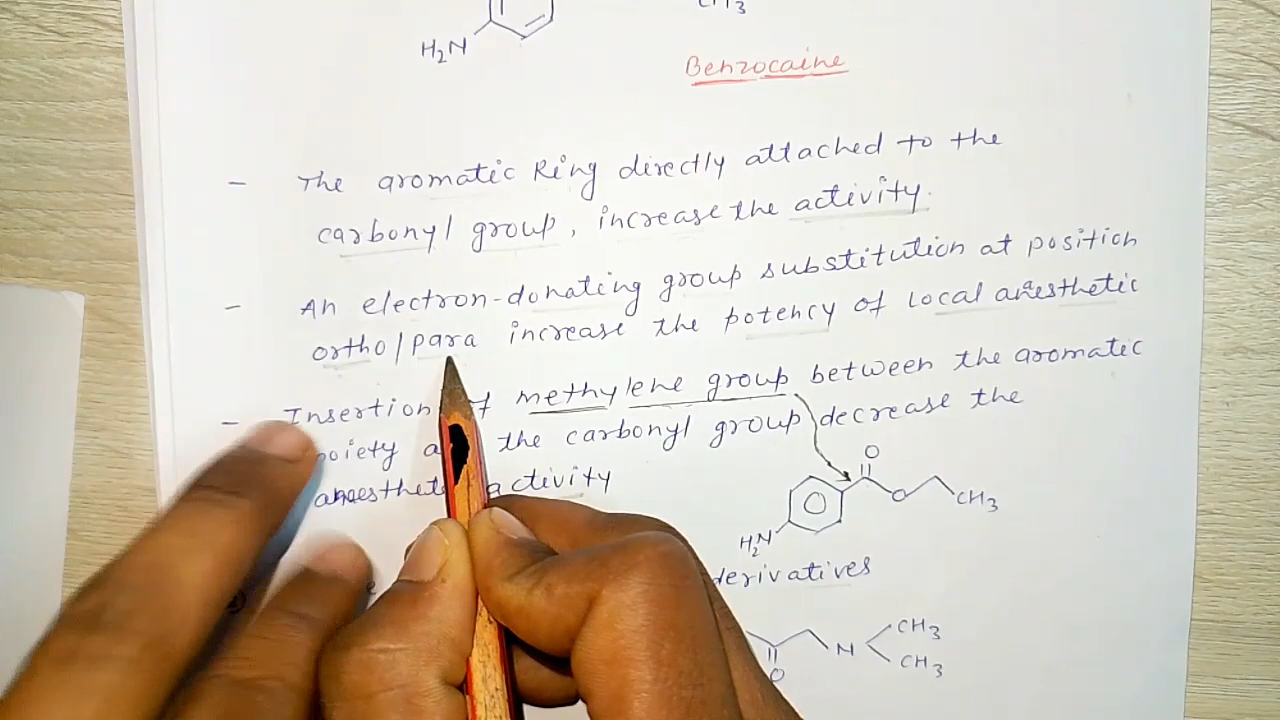 H₂N
CH₃
Benzocaine
- The aromatic Ring directly attached to the
carbonyl group, increase the activity.
- An electron-donating group substitution at position
ortho/para increase the potency of local anesthetic
- Insertion of methylene group between the aromatic
the carbonyl group decrease the
activity
O
O CH₃
H₂N
derivatives
N CH₃
CH₃
O